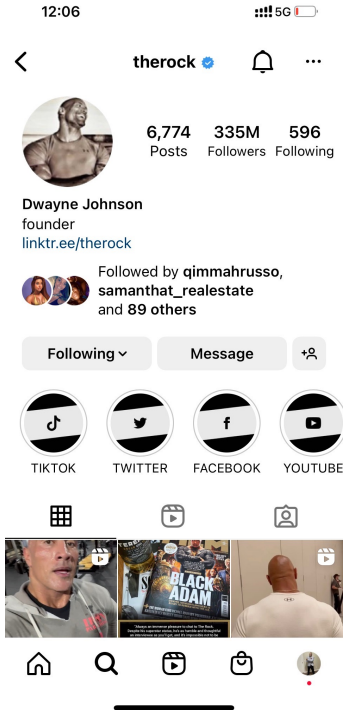 12:06
5G
therock
6,774 335M 596
Posts Followers Following
Dwayne Johnson
founder
linktr.ee/therock
Followed by qimmahrusso,
samanthat_realestate
and 89 others
Following Message
TIKTOK TWITTER FACEBOOK YOUTUBE
BLACK
ADAM